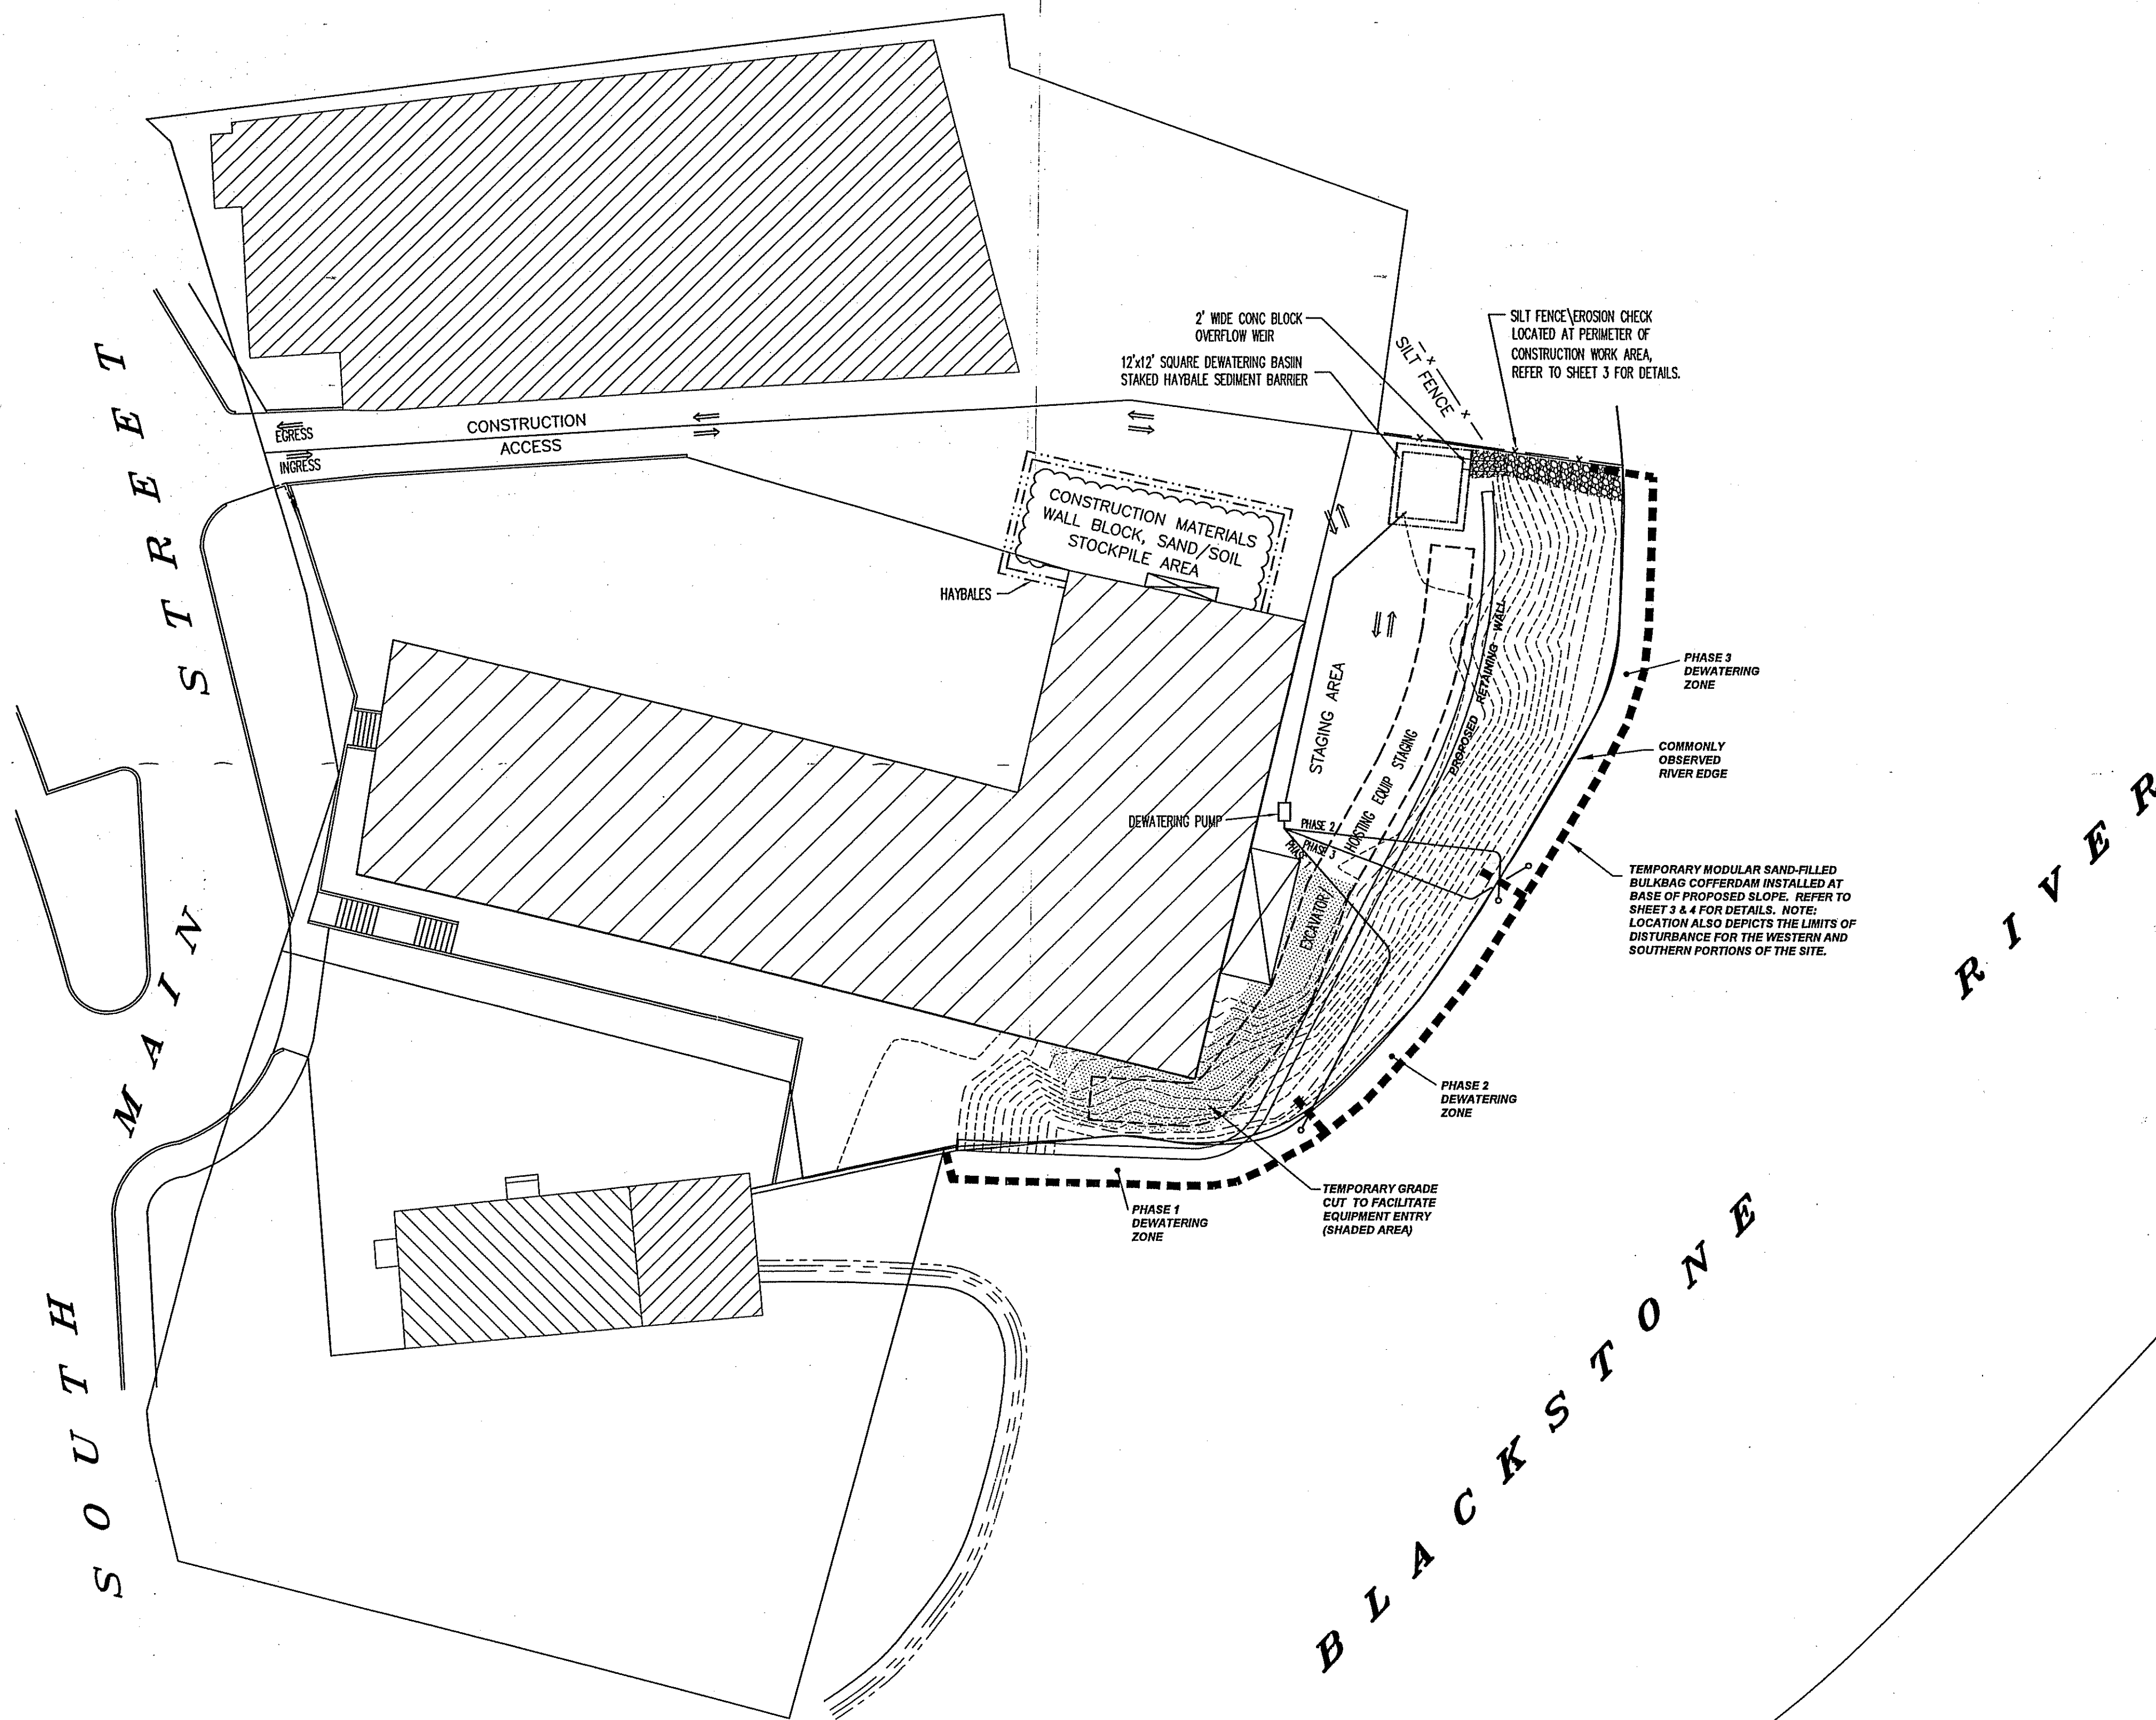 2' WIDE CONC BLOCK
OVERFLOW WEIR
12'x12' SQUARE DEWATERING BASIIN
STAKED HAYBALE SEDIMENT BARRIER
SILT FENCE
SILT FENCE\EROSION CHECK
LOCATED AT PERIMETER OF
CONSTRUCTION WORK AREA,
REFER TO SHEET 3 FOR DETAILS.
EGRESS
CONSTRUCTION
ACCESS
INGRESS
CONSTRUCTION MATERIALS
WALL BLOCK, SAND/SOIL
STOCKPILE AREA
HAYBALES
STAGING AREA
HOISTING EQUIP STAGING
PROPOSED RETAINING WALL
PHASE 3
DEWATERING
ZONE
COMMONLY
OBSERVED
RIVER EDGE
DEWATERING PUMP
PHASE 2
PHASE 3
EXCAVATOR
TEMPORARY MODULAR SAND-FILLED
BULKBAG COFFERDAM INSTALLED AT
BASE OF PROPOSED SLOPE. REFER TO
SHEET 3 & 4 FOR DETAILS. NOTE:
LOCATION ALSO DEPICTS THE LIMITS OF
DISTURBANCE FOR THE WESTERN AND
SOUTHERN PORTIONS OF THE SITE.
PHASE 2
DEWATERING
ZONE
TEMPORARY GRADE
CUT TO FACILITATE
EQUIPMENT ENTRY
(SHADED AREA)
PHASE 1
DEWATERING
ZONE
SOUTH MAIN STREET
BLACKSTONE RIVER